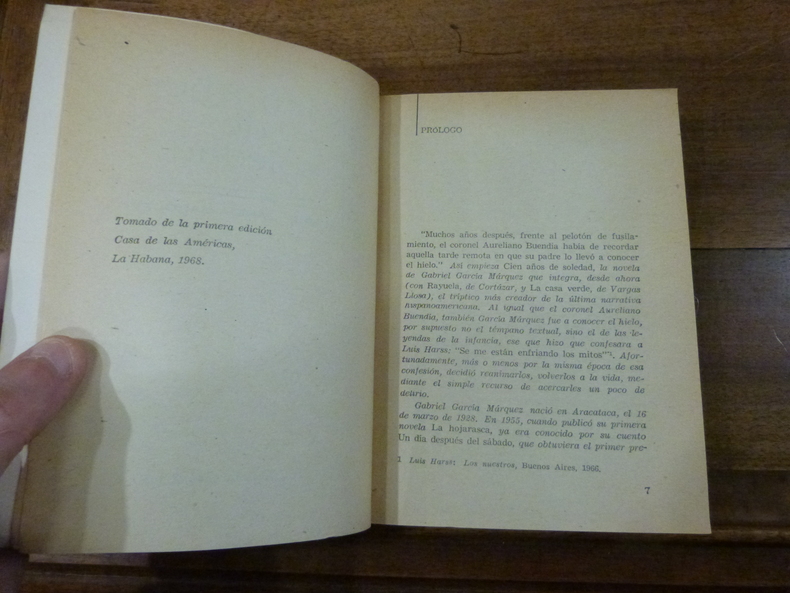 Tomado de la primera edición
Casa de las Américas,
La Habana, 1968.
PROLOGO
"Muchos años después, frente al pelotón de fusila-
miento, el coronel Aureliano Buendía había de recordar
aquella tarde remota en que su padre lo llevó a conocer
el hielo." Así empieza Cien años de soledad, la novela
de Gabriel García Márquez que integra, desde ahora
(con Rayuela, de Cortázar, y La casa verde, de Vargas
Llosa), el tríptico más creador de la última narrativa
hispanoamericana. Al igual que el coronel Aureliano
Buendía, también García Márquez fue a conocer el hielo,
por supuesto no el témpano textual, sino el de las le-
yendas de la infancia, ese que hizo que confesara a
Luis Harss: "Se me están enfriando los mitos"¹. Afor-
tunadamente, más o menos por la misma época de esa
confesión, decidió reanimarlos, volverlos a la vida, me-
diante el simple recurso de acercarles un poco de
delirio.
Gabriel García Márquez nació en Aracataca, el 16
de marzo de 1928. En 1955, cuando publicó su primera
novela La hojarasca, ya era conocido por su cuento
Un día después del sábado, que obtuviera el primer pre-
1 Luis Harss: Los nuestros, Buenos Aires, 1966.
7